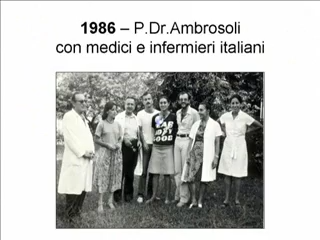 1986 – P.Dr.Ambrosoli
con medici e infermieri italiani